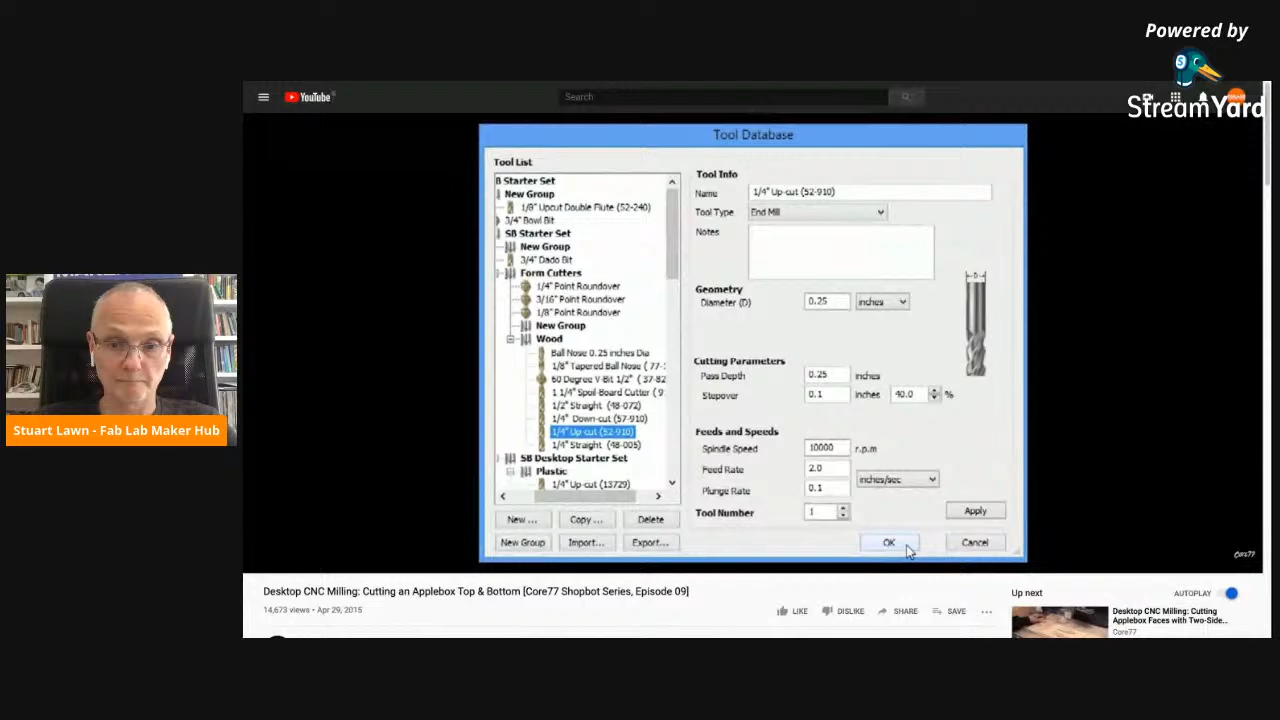 Powered by
StreamYard
YouTube
Search
Tool Database
Tool List
B Starter Set
New Group
1/8" Upcut Double Flute (52-240)
3/4" Bowl Bit
SB Starter Set
New Group
3/4" Dado Bit
Form Cutters
1/4" Point Roundover
3/16" Point Roundover
1/8" Point Roundover
New Group
Wood
Ball Nose 0.25 inches Dia
1/8" Tapered Ball Nose ( 77-
60 Degree V-Bit 1/2" ( 37-82
1 1/4" Spoil-Board Cutter ( 9
1/2" Straight (48-072)
1/4" Down-cut (57-910)
1/4" Up-cut (52-910)
1/4" Straight (48-005)
SB Desktop Starter Set
Plastic
1/4" Up-cut (13729)
New ...
Copy ...
Delete
New Group
Import...
Export...
Tool Info
Name
1/4" Up-cut (52-910)
Tool Type
End Mill
Notes
Geometry
Diameter (D)
0.25
inches
D
Cutting Parameters
Pass Depth
0.25
inches
Stepover
0.1
inches
40.0
%
Feeds and Speeds
Spindle Speed
10000
r.p.m
Feed Rate
2.0
inches/sec
Plunge Rate
0.1
Tool Number
1
Apply
OK
Cancel
Core77
Stuart Lawn - Fab Lab Maker Hub
Desktop CNC Milling: Cutting an Applebox Top & Bottom [Core77 Shopbot Series, Episode 09]
14,673 views • Apr 29, 2015
LIKE
DISLIKE
SHARE
SAVE
Up next
AUTOPLAY
Desktop CNC Milling: Cutting
Applebox Faces with Two-Side...
Core77